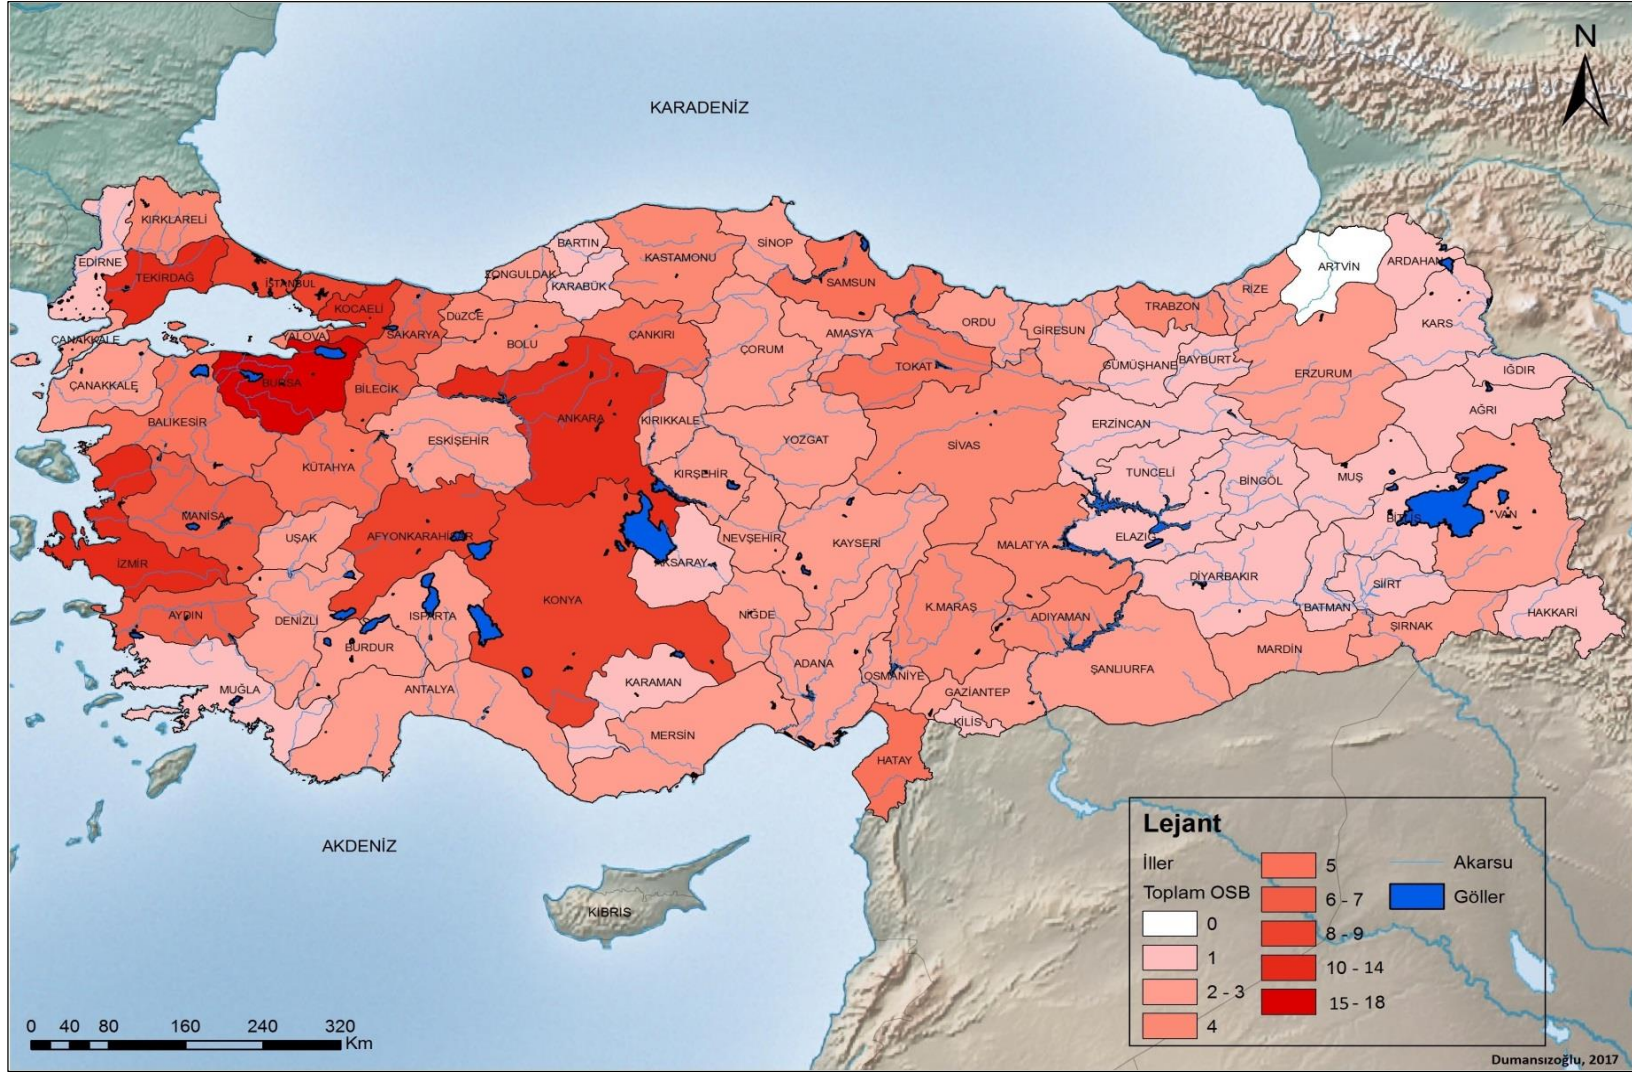 N
KARADENİZ
KIRKLARELİ
EDİRNE
TEKİRDAĞ
İSTANBUL
KOCAELİ
YALOVA
SAKARYA
DÜZCE
ZONGULDAK
BARTIN
KARABÜK
KASTAMONU
SİNOP
SAMSUN
ORDU
GİRESUN
TRABZON
RİZE
ARTVİN
ARDAHAN
KARS
IĞDIR
AĞRI
ÇANAKKALE
ÇANAKKALE
BURSA
BİLECİK
BOLU
ÇANKIRI
ÇORUM
AMASYA
TOKAT
GÜMÜŞHANE
BAYBURT
ERZURUM
ERZİNCAN
BALIKESİR
KÜTAHYA
ESKİŞEHİR
ANKARA
KIRIKKALE
YOZGAT
SİVAS
TUNCELİ
BİNGÖL
MUŞ
BİTLİS
VAN
MANİSA
UŞAK
AFYONKARAHİSAR
KIRŞEHİR
NEVŞEHİR
KAYSERİ
MALATYA
ELAZIĞ
DİYARBAKIR
BATMAN
SİİRT
HAKKARİ
ŞIRNAK
İZMİR
AYDIN
DENİZLİ
ISPARTA
BURDUR
KONYA
AKSARAY
NİĞDE
K.MARAŞ
ADIYAMAN
ŞANLIURFA
MARDİN
MUĞLA
ANTALYA
KARAMAN
MERSİN
ADANA
OSMANİYE
GAZİANTEP
KİLİS
HATAY
AKDENİZ
KIBRIS
Lejant
İller
Toplam OSB
0
1
2 - 3
4
5
6 - 7
8 - 9
10 - 14
15 - 18
Akarsu
Göller
0 40 80 160 240 320
Km
Dumansızoğlu, 2017